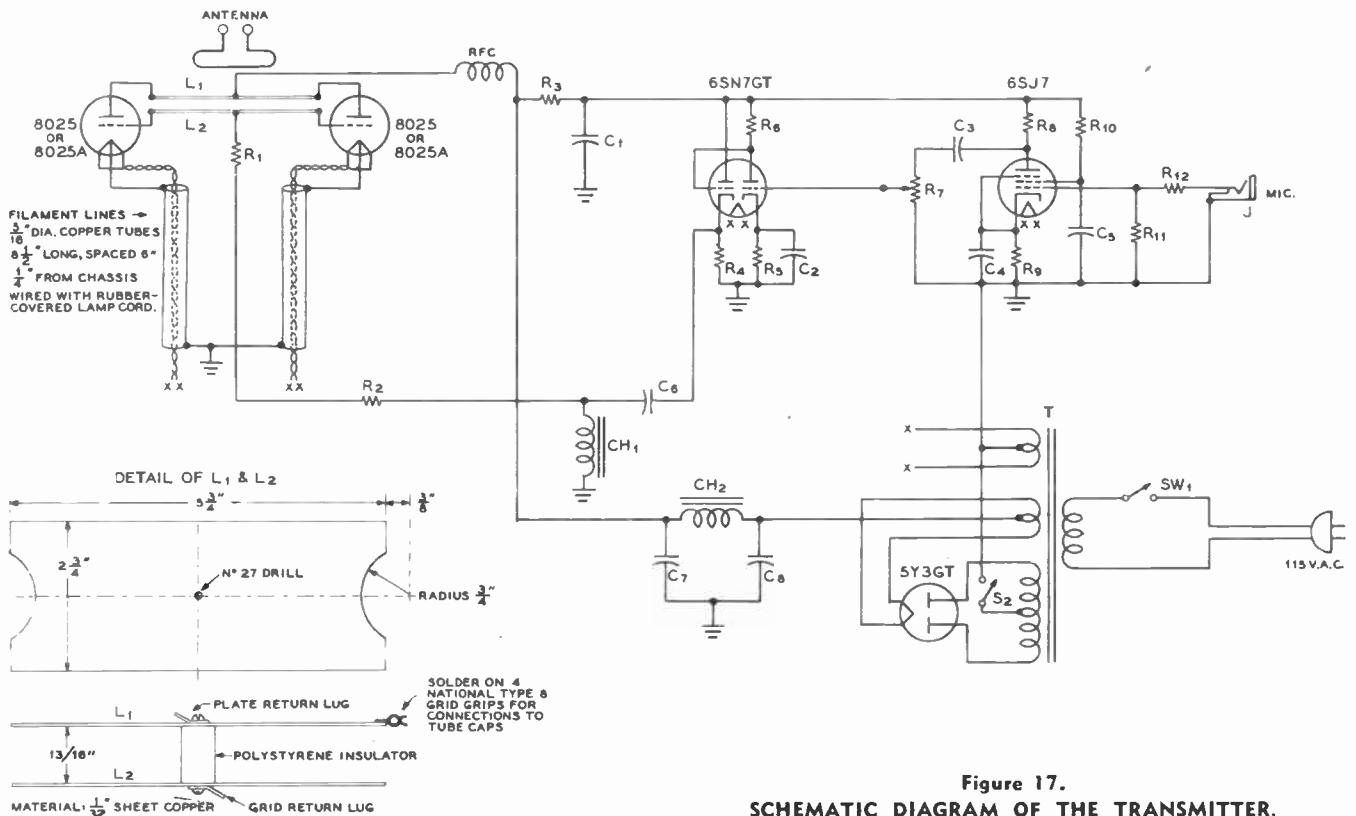 ANTENNA
RFC
L1
L2
8025
OR
8025A
8025
OR
8025A
R1
R3
C1
6SN7GT
R6
R4
R5
C2
6SJ7
C3
R8
R10
R7
R12
MIC.
J
C4
R9
C5
R11
X X
X X
FILAMENT LINES →
5/16" DIA. COPPER TUBES
8 1/2" LONG, SPACED 6"
1/4" FROM CHASSIS
WIRED WITH RUBBER-
COVERED LAMP CORD.
X X
X X
R2
C6
CH1
CH2
C7
C8
X
X
T
SW1
115 V.A.C.
5Y3GT
S2
DETAIL OF L1 & L2
5 3/4"
3/8"
2 3/4"
Nº 27 DRILL
RADIUS 3/4"
L1
PLATE RETURN LUG
SOLDER ON 4
NATIONAL TYPE 8
GRID GRIPS FOR
CONNECTIONS TO
TUBE CAPS
13/16"
POLYSTYRENE INSULATOR
L2
MATERIAL: 1/32" SHEET COPPER
GRID RETURN LUG
Figure 17.
SCHEMATIC DIAGRAM OF THE TRANSMITTER.